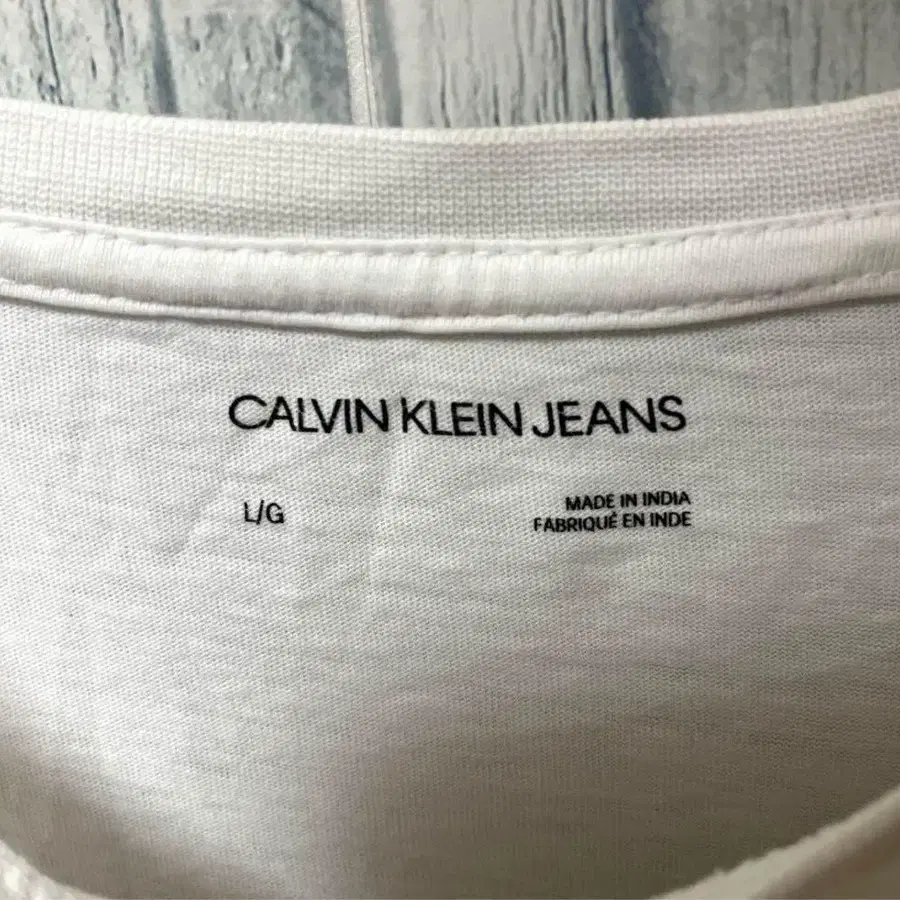 CALVIN KLEIN JEANS
L/G
MADE IN INDIA
FABRIQUÉ EN INDE